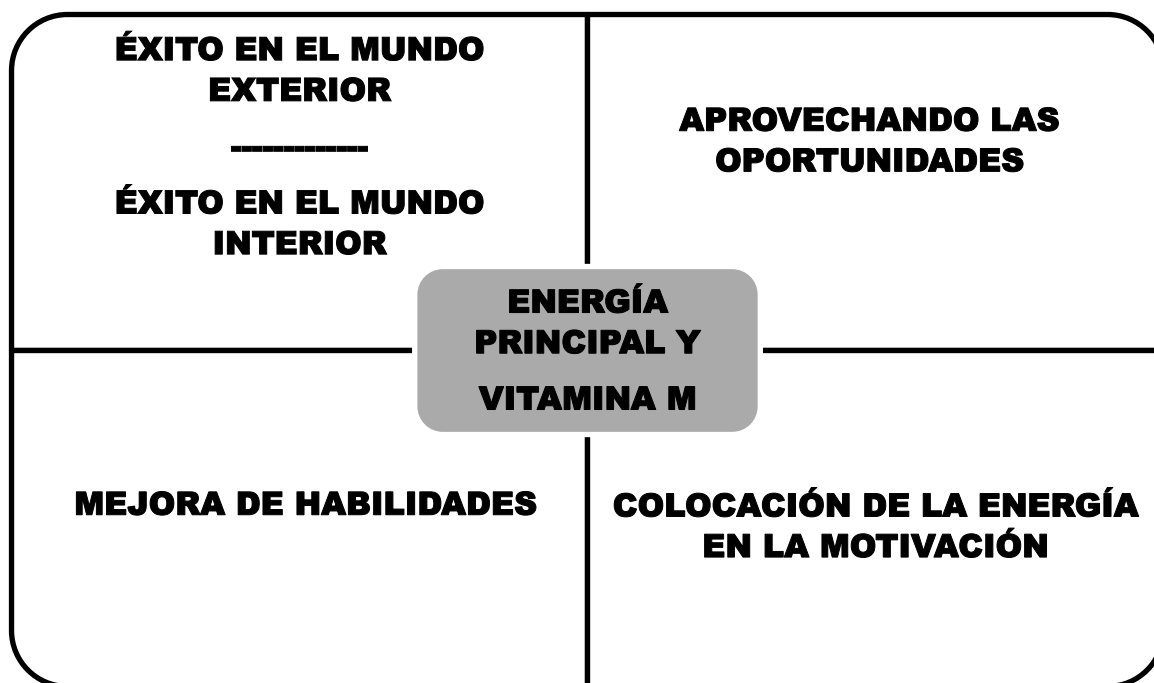 ÉXITO EN EL MUNDO
EXTERIOR
-------------
ÉXITO EN EL MUNDO
INTERIOR
APROVECHANDO LAS
OPORTUNIDADES
ENERGÍA
PRINCIPAL Y
VITAMINA M
MEJORA DE HABILIDADES
COLOCACIÓN DE LA ENERGÍA
EN LA MOTIVACIÓN